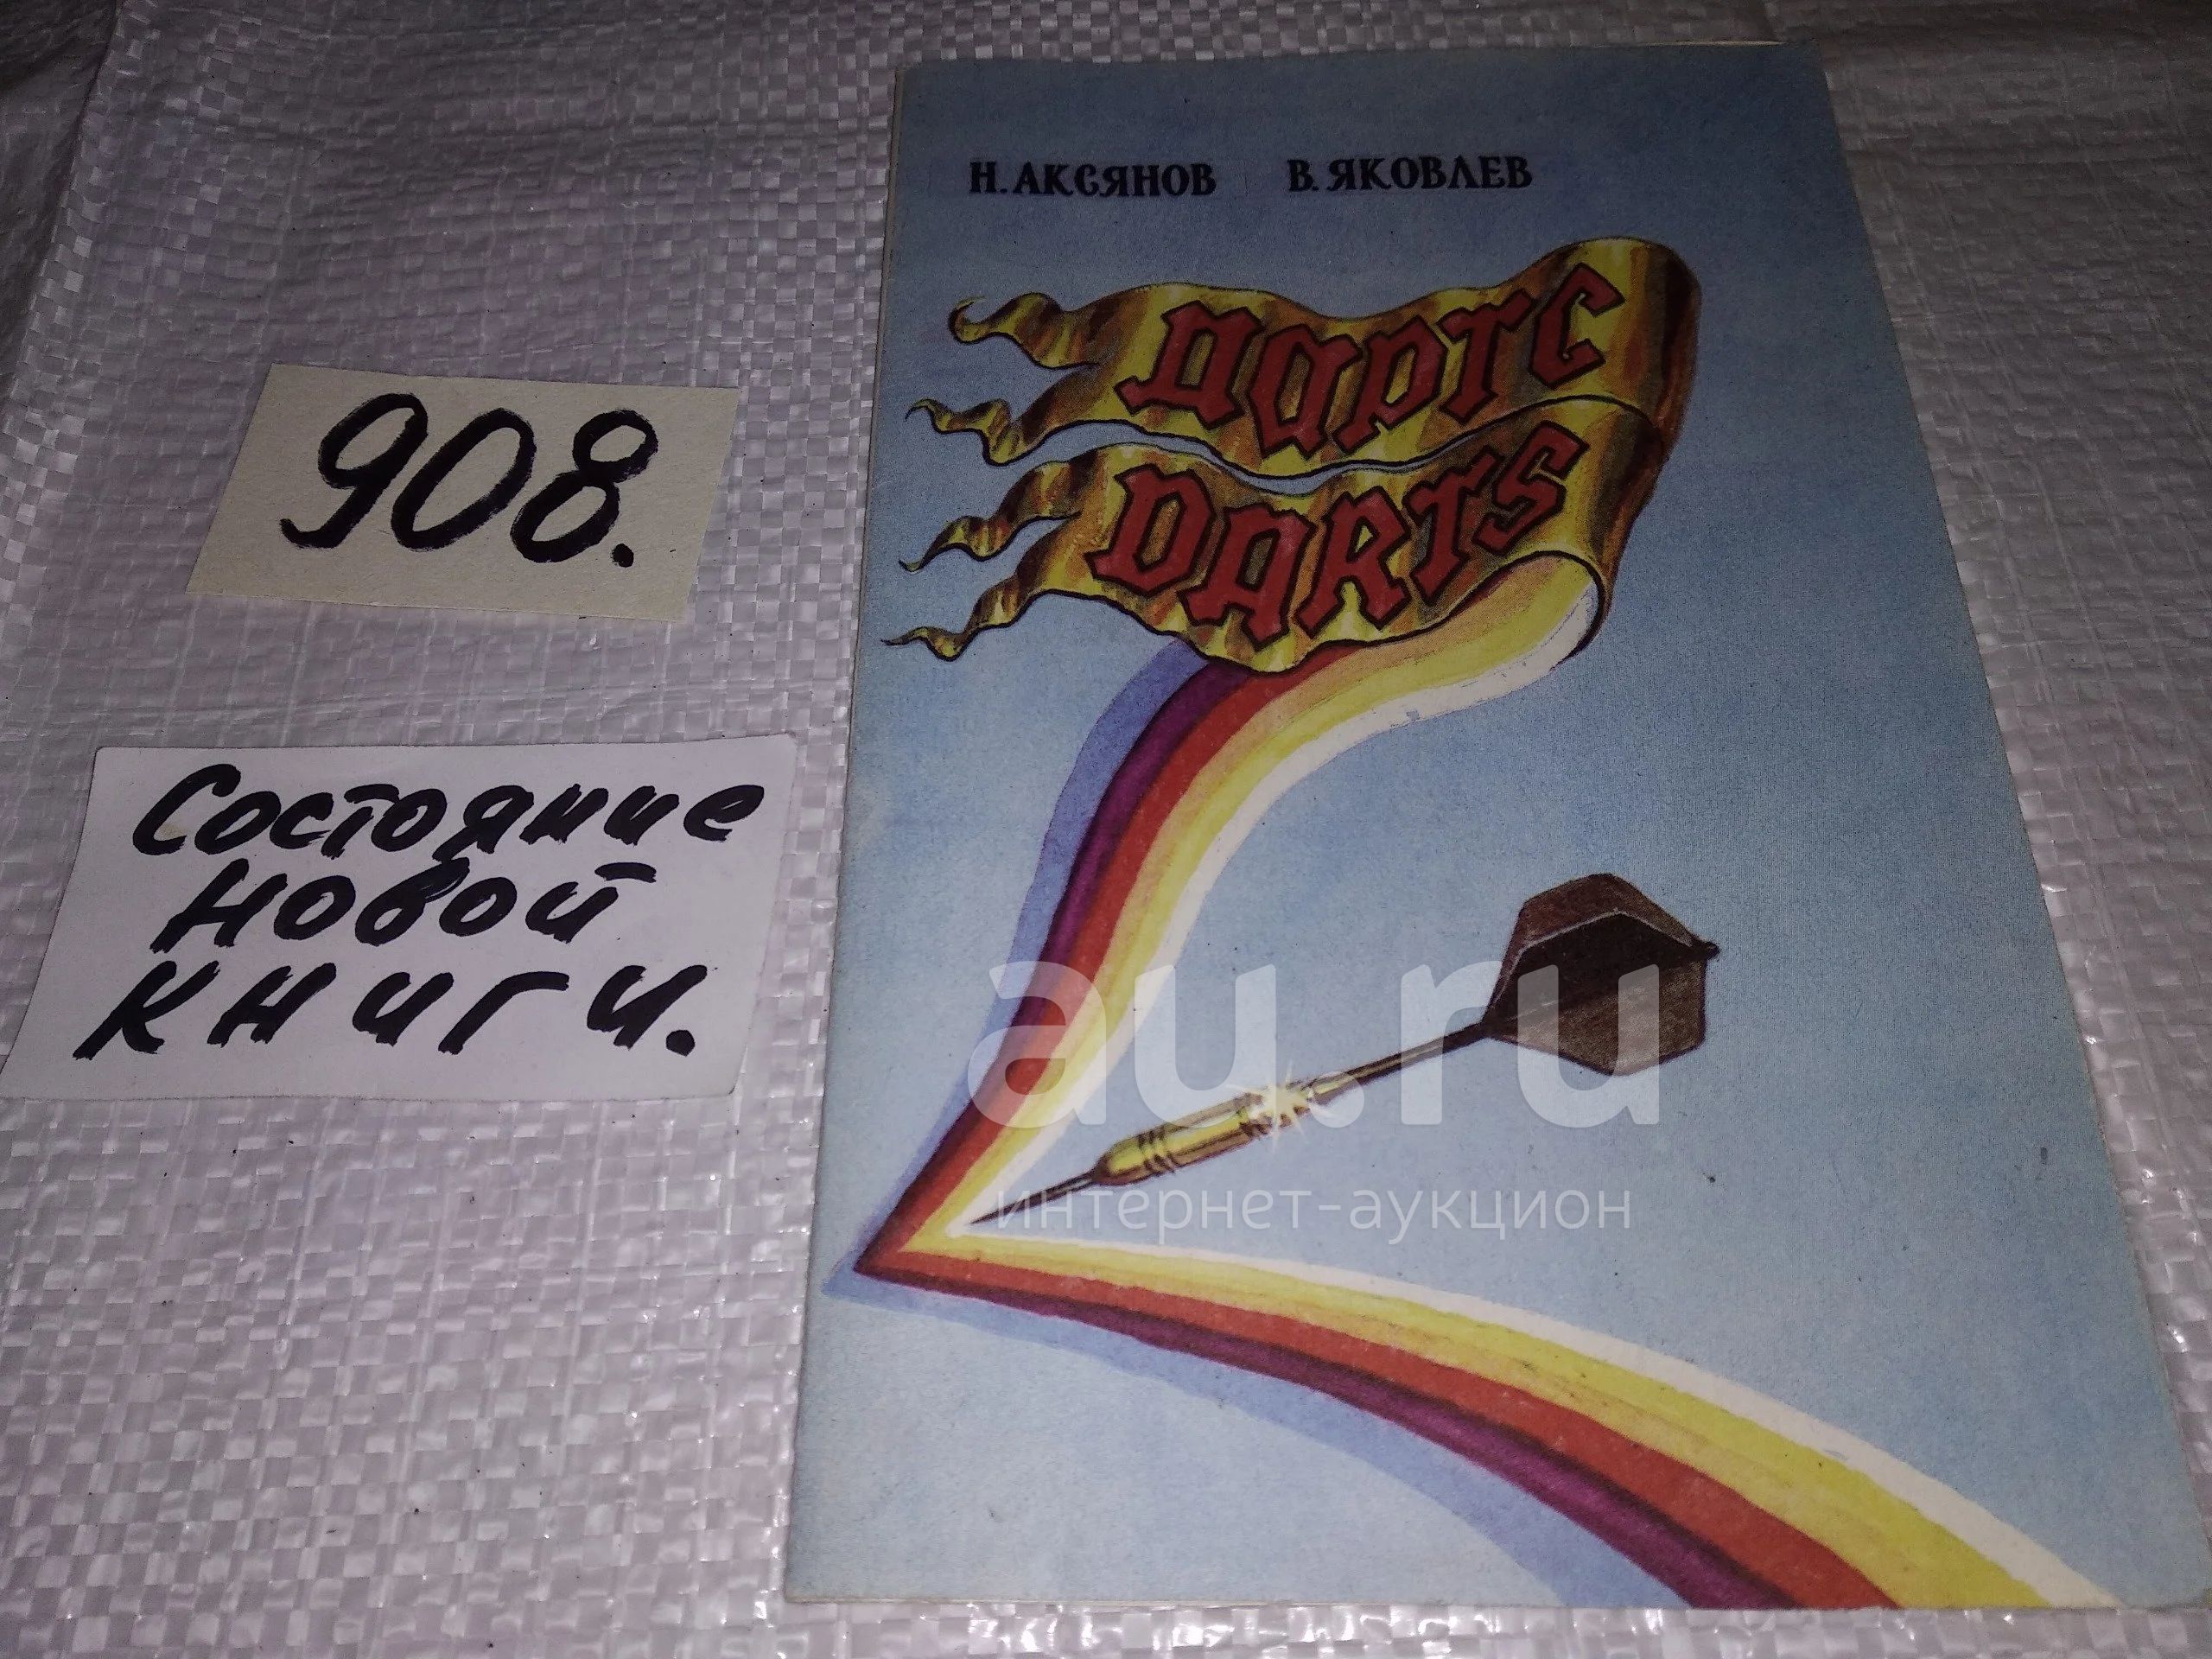 908.
Состояние
новой
книги.
Н. АКСЯНОВ В. ЯКОВЛЕВ
ДАРТС
DARTS
au.ru
интернет-аукцион